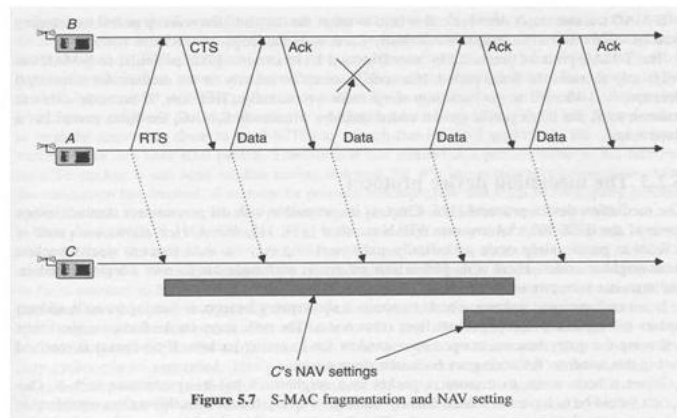 B
CTS
Ack
Ack
Ack
A
RTS
Data
Data
Data
Data
C
C's NAV settings
Figure 5.7 S-MAC fragmentation and NAV setting